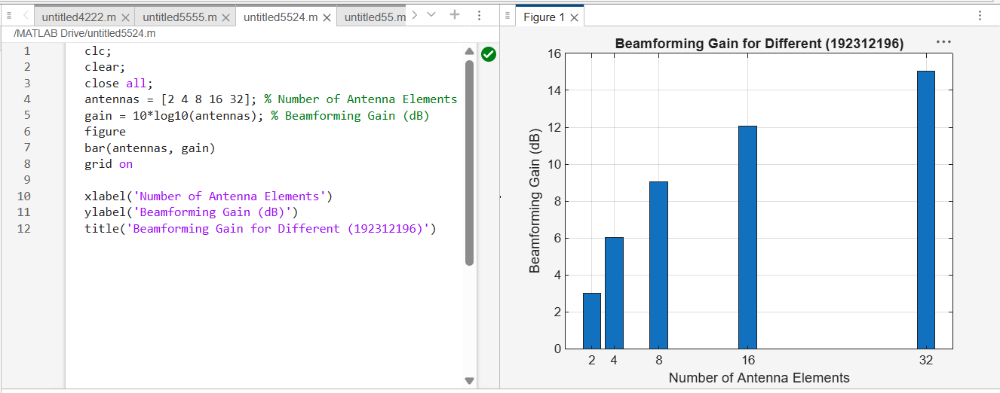 untitled4222.m × untitled5555.m × untitled5524.m × untitled55.m
/MATLAB Drive/untitled5524.m
1 clc;
2 clear;
3 close all;
4 antennas = [2 4 8 16 32]; % Number of Antenna Elements
5 gain = 10*log10(antennas); % Beamforming Gain (dB)
6 figure
7 bar(antennas, gain)
8 grid on
9
10 xlabel('Number of Antenna Elements')
11 ylabel('Beamforming Gain (dB)')
12 title('Beamforming Gain for Different (192312196)')
Figure 1 ×
Beamforming Gain for Different (192312196)
Beamforming Gain (dB)
16
14
12
10
8
6
4
2
0
2 4 8 16 32
Number of Antenna Elements